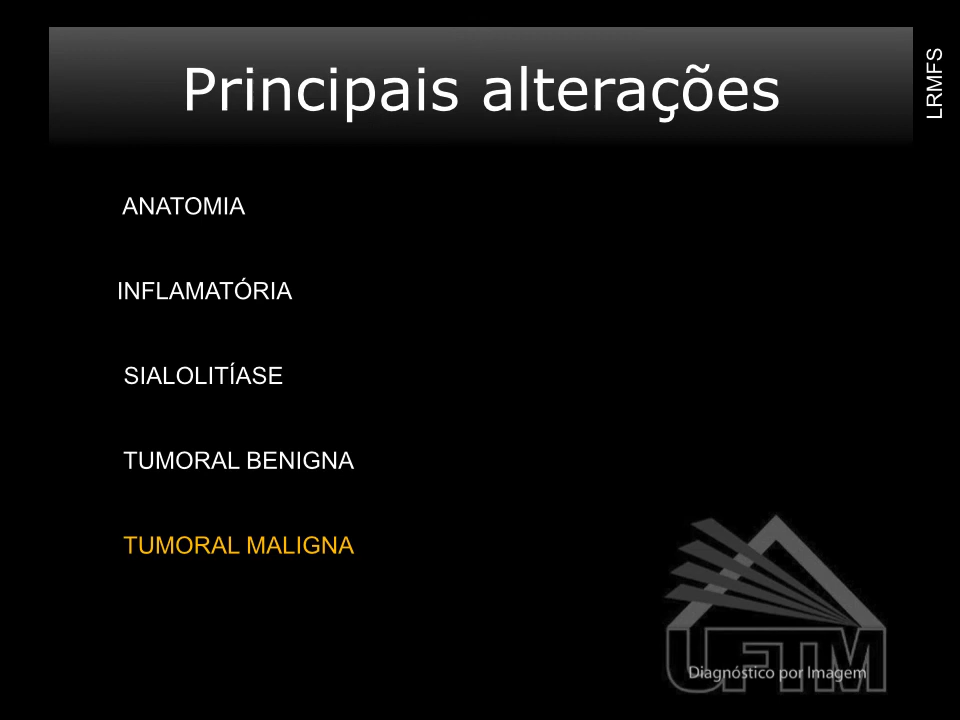 Principais alterações
LRMFS
ANATOMIA
INFLAMATÓRIA
SIALOLITÍASE
TUMORAL BENIGNA
TUMORAL MALIGNA
UFTM
Diagnóstico por Imagem